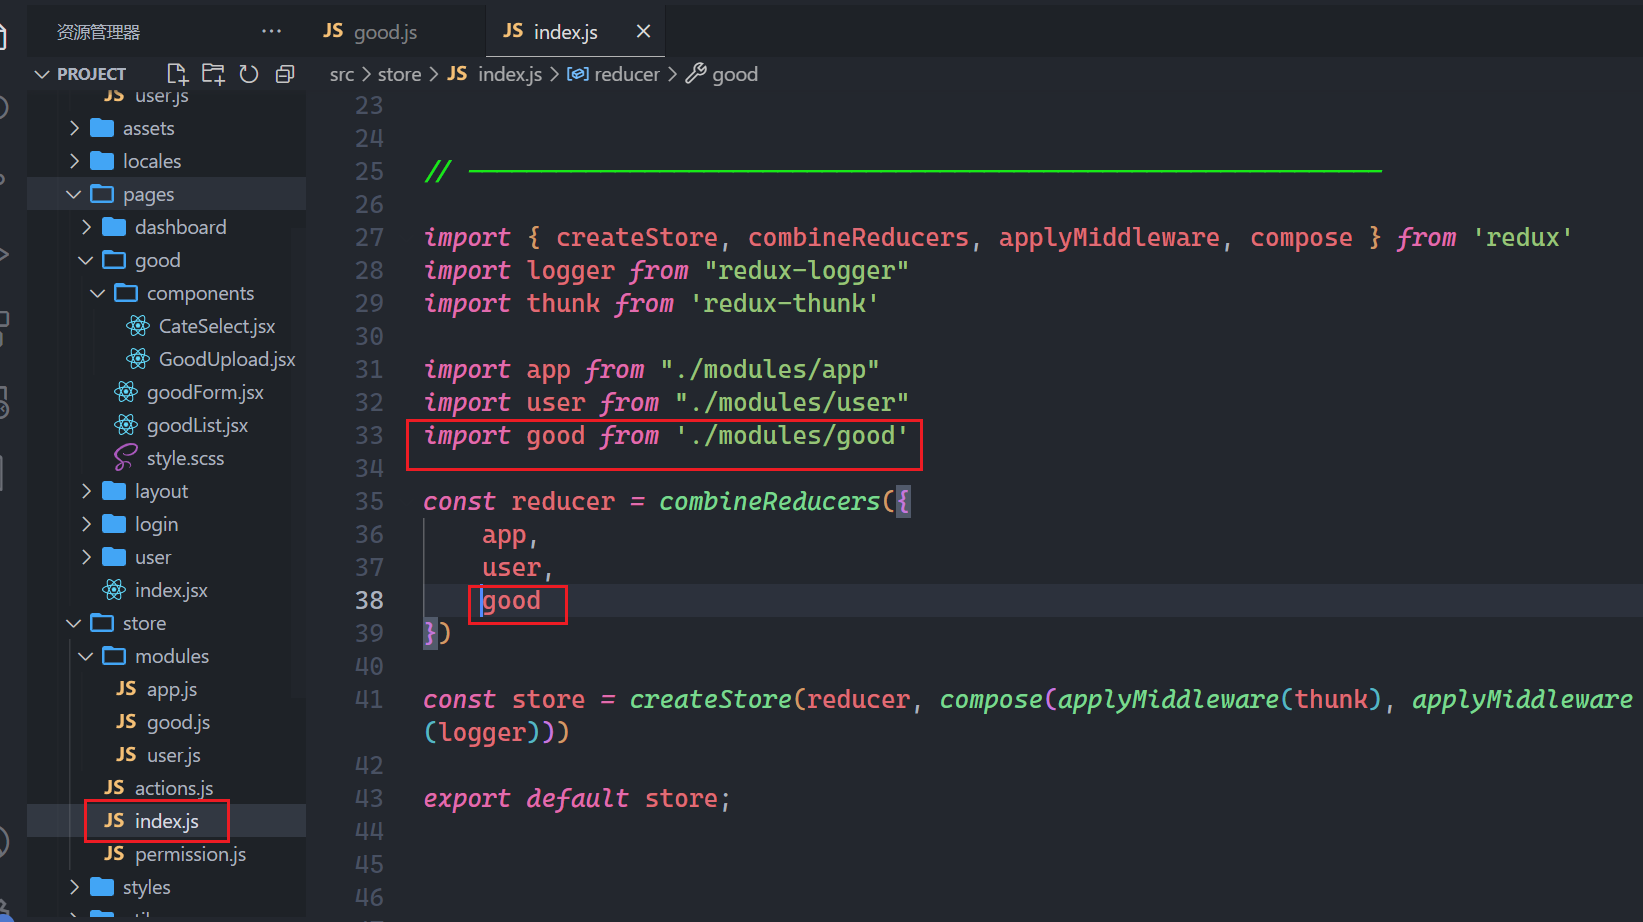 资源管理器 ···
JS good.js
JS index.js ×
PROJECT
src > store > JS index.js > reducer > good
JS user.js
assets
locales
pages
dashboard
good
components
CateSelect.jsx
GoodUpload.jsx
goodForm.jsx
goodList.jsx
style.scss
layout
login
user
index.jsx
store
modules
JS app.js
JS good.js
JS user.js
JS actions.js
JS index.js
JS permission.js
styles
23
24
25 // ──────────────────────────────
26
27 import { createStore, combineReducers, applyMiddleware, compose } from 'redux'
28 import logger from "redux-logger"
29 import thunk from 'redux-thunk'
30
31 import app from "./modules/app"
32 import user from "./modules/user"
33 import good from './modules/good'
34
35 const reducer = combineReducers({
36 app,
37 user,
38 good
39 })
40
41 const store = createStore(reducer, compose(applyMiddleware(thunk), applyMiddleware
(logger)))
42
43 export default store;
44
45
46